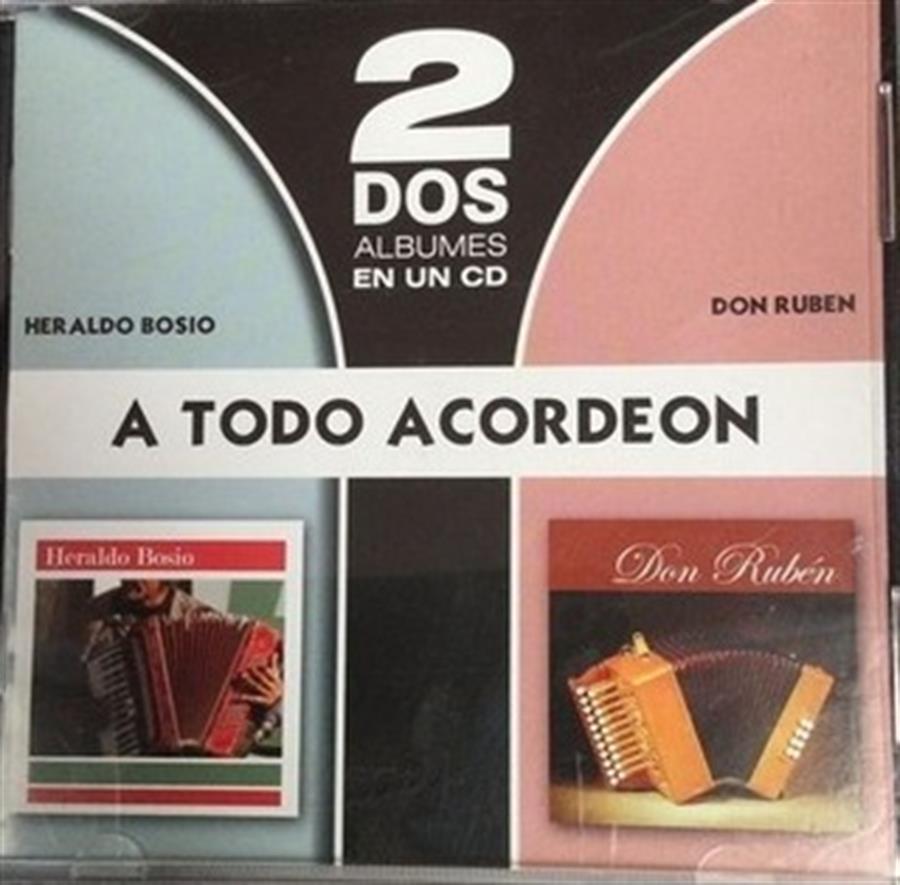 2
DOS
ALBUMES
EN UN CD
HERALDO BOSIO
DON RUBEN
A TODO ACORDEON
Heraldo Bosio
Don Rubén